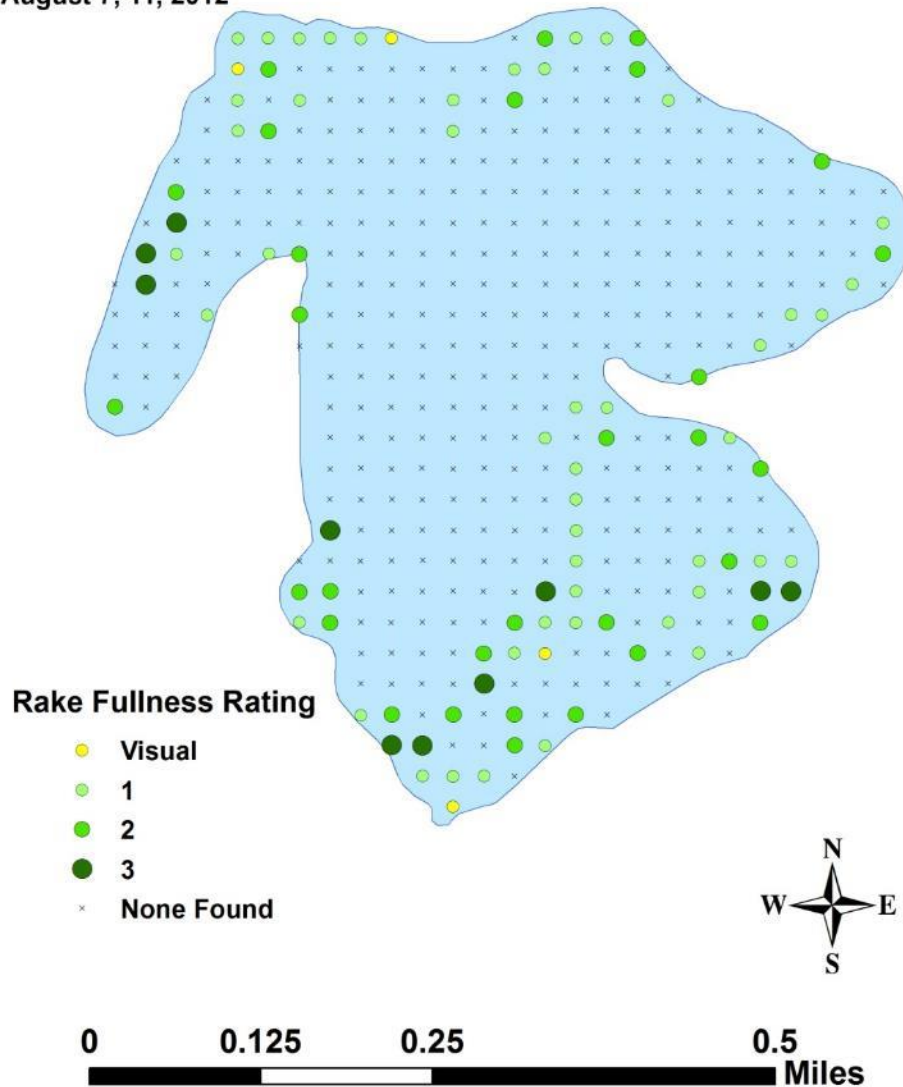 August 7, 11, 2012
Rake Fullness Rating
Visual
1
2
3
None Found
N
W E
S
0 0.125 0.25 0.5
Miles